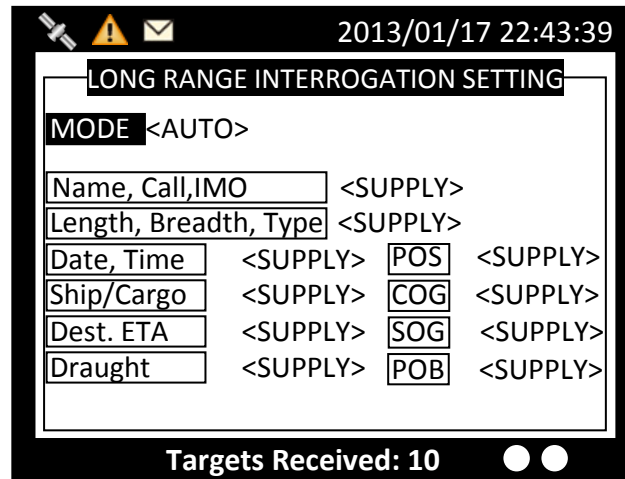 2013/01/17 22:43:39
LONG RANGE INTERROGATION SETTING
MODE <AUTO>
Name, Call,IMO <SUPPLY>
Length, Breadth, Type <SUPPLY>
Date, Time <SUPPLY> POS <SUPPLY>
Ship/Cargo <SUPPLY> COG <SUPPLY>
Dest. ETA <SUPPLY> SOG <SUPPLY>
Draught <SUPPLY> POB <SUPPLY>
Targets Received: 10